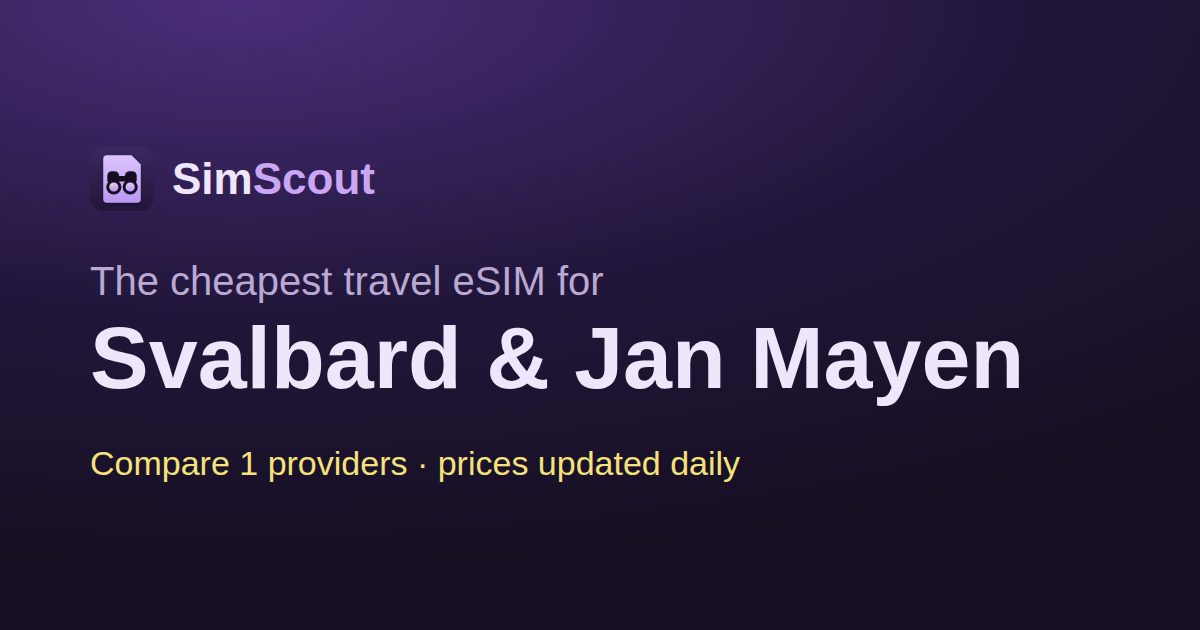 SimScout
The cheapest travel eSIM for
Svalbard & Jan Mayen
Compare 1 providers · prices updated daily